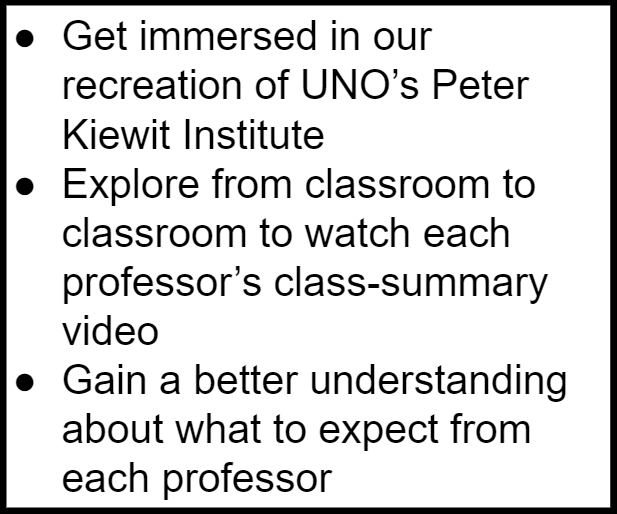 ● Get immersed in our
recreation of UNO’s Peter
Kiewit Institute
● Explore from classroom to
classroom to watch each
professor’s class-summary
video
● Gain a better understanding
about what to expect from
each professor